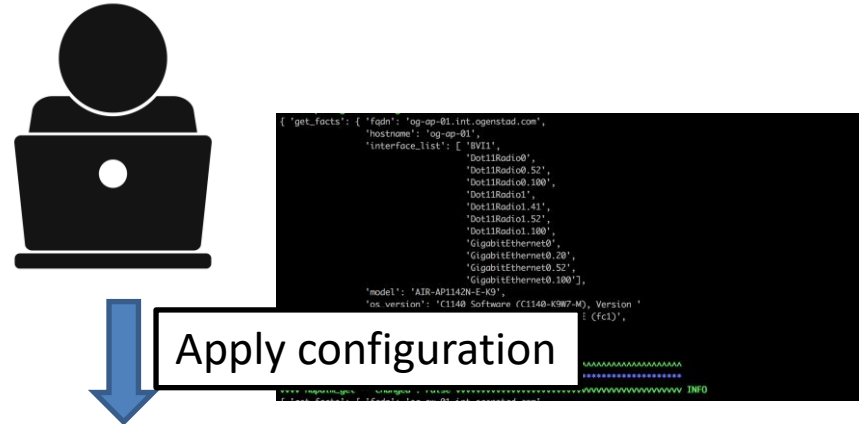 { 'get_facts': { 'fqdn': 'og-ap-01.int.ogenstad.com',
'hostname': 'og-ap-01',
'interface_list': [ 'BVI1',
'Dot11Radio0',
'Dot11Radio0.52',
'Dot11Radio0.100',
'Dot11Radio1',
'Dot11Radio1.41',
'Dot11Radio1.52',
'Dot11Radio1.100',
'GigabitEthernet0',
'GigabitEthernet0.20',
'GigabitEthernet0.52',
'GigabitEthernet0.100'],
'model': 'AIR-AP1142N-E-K9',
'os_version': 'C1140 Software (C1140-K9W7-M), Version '
(fc1)',
Apply configuration
INFO